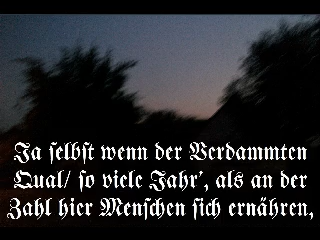 Ja ſelbſt wenn der Verdammten
Qual/ ſo viele Jahr', als an der
Zahl hier Menſchen ſich ernähren,